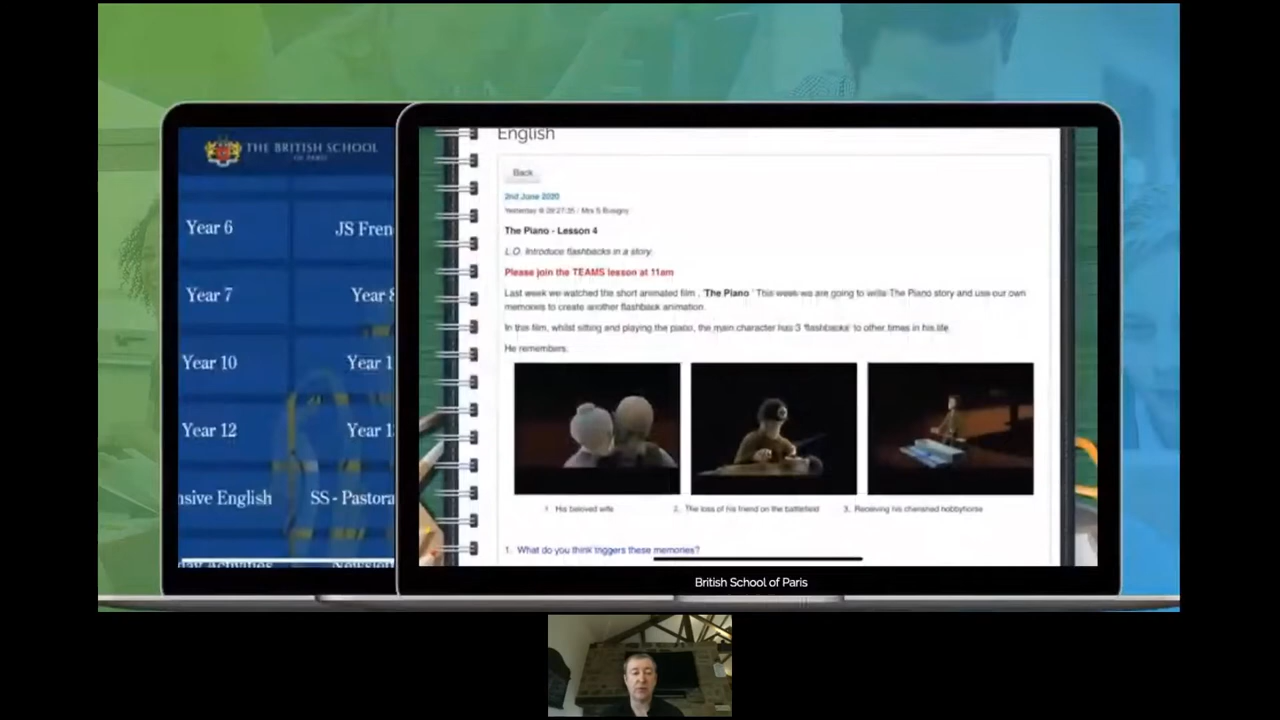 THE BRITISH SCHOOL
OF PARIS
Year 6
JS Fren
Year 7
Year 8
Year 10
Year 1
Year 12
Year 1
nsive English
SS - Pastora
day Activities
Newslet
English
Back
2nd June 2020
The Piano - Lesson 4
L.O. Introduce flashbacks in a story.
Please join the TEAMS lesson at 11am
Last week we watched the short animated film , 'The Piano ' This week we are going to write The Piano story and use our own
memories to create another flashback animation.
In this film, whilst sitting and playing the piano, the main character has 3 'flashbacks' to other times in his life.
He remembers:
1. His beloved wife
2. The loss of his friend on the battlefield
3. Receiving his cherished hobbyhorse
1. What do you think triggers these memories?
British School of Paris